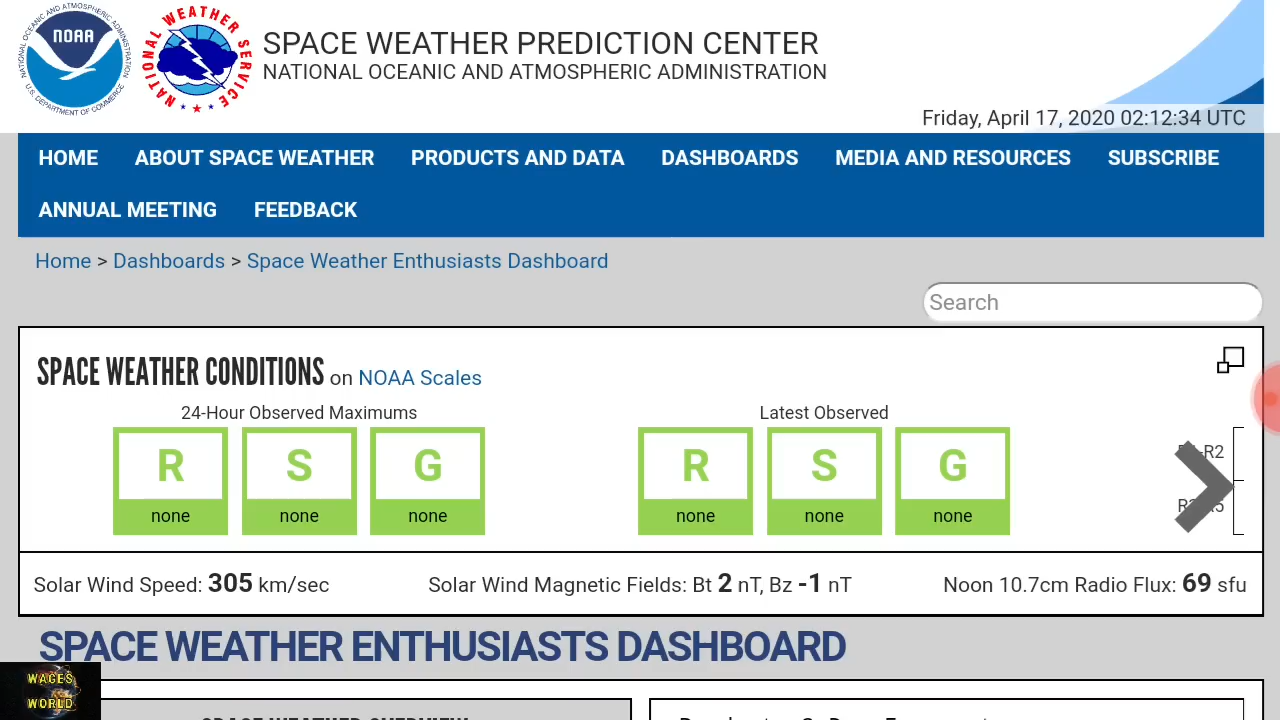 NATIONAL OCEANIC AND ATMOSPHERIC ADMINISTRATION
NOAA
U.S. DEPARTMENT OF COMMERCE
NATIONAL WEATHER SERVICE
SPACE WEATHER PREDICTION CENTER
NATIONAL OCEANIC AND ATMOSPHERIC ADMINISTRATION
Friday, April 17, 2020 02:12:34 UTC
HOME ABOUT SPACE WEATHER PRODUCTS AND DATA DASHBOARDS MEDIA AND RESOURCES SUBSCRIBE
ANNUAL MEETING FEEDBACK
Home > Dashboards > Space Weather Enthusiasts Dashboard
Search
SPACE WEATHER CONDITIONS on NOAA Scales
24-Hour Observed Maximums Latest Observed
R S G R S G
none none none none none none
Solar Wind Speed: 305 km/sec Solar Wind Magnetic Fields: Bt 2 nT, Bz -1 nT Noon 10.7cm Radio Flux: 69 sfu
SPACE WEATHER ENTHUSIASTS DASHBOARD
WAGES
WORLD